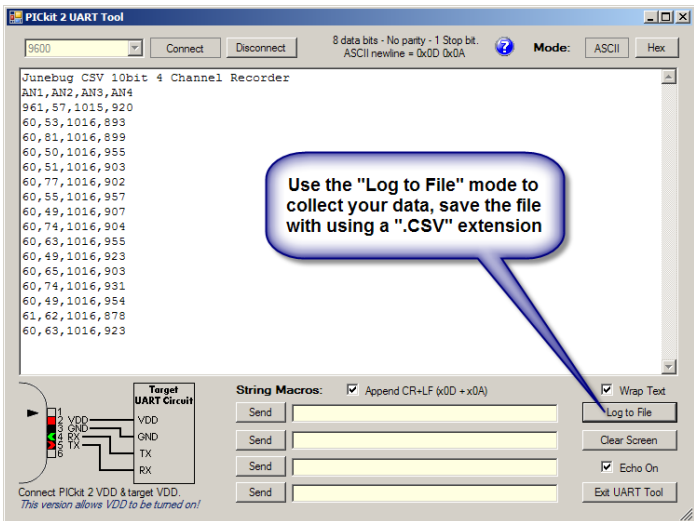 PICkit 2 UART Tool
9600
Connect
Disconnect
8 data bits - No parity - 1 Stop bit.
ASCII newline = 0x0D 0x0A
?
Mode:
ASCII
Hex
Junebug CSV 10bit 4 Channel Recorder
AN1,AN2,AN3,AN4
961,57,1015,920
60,53,1016,893
60,81,1016,899
60,50,1016,955
60,51,1016,903
60,77,1016,902
60,55,1016,957
60,49,1016,907
60,74,1016,904
60,63,1016,955
60,49,1016,923
60,65,1016,903
60,74,1016,931
60,49,1016,954
61,62,1016,878
60,63,1016,923
Use the "Log to File" mode to
collect your data, save the file
with using a ".CSV" extension
Target
UART Circuit
1
2 VDD
VDD
3 GND
GND
4 RX
TX
5 TX
RX
6
Connect PICkit 2 VDD & target VDD.
This version allows VDD to be turned on!
String Macros:
Append CR+LF (x0D + x0A)
Wrap Text
Send
Log to File
Send
Clear Screen
Send
Echo On
Send
Exit UART Tool